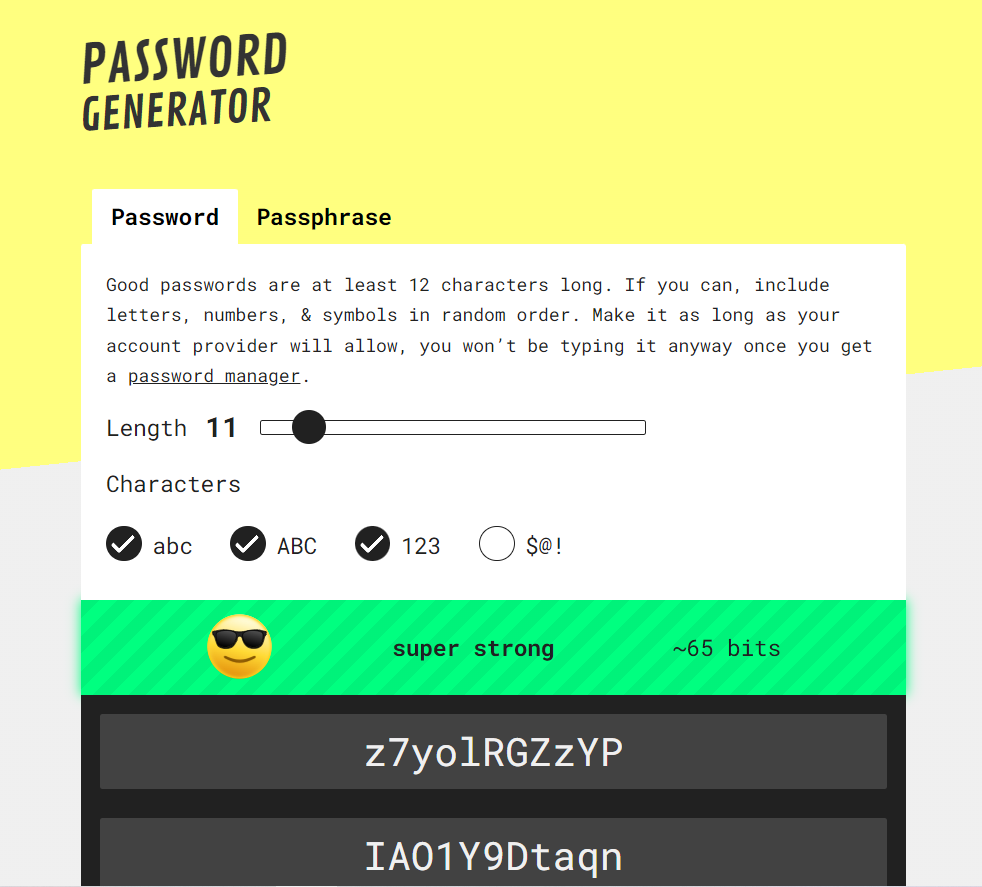 PASSWORD
GENERATOR
Password Passphrase
Good passwords are at least 12 characters long. If you can, include
letters, numbers, & symbols in random order. Make it as long as your
account provider will allow, you won’t be typing it anyway once you get
a password manager.
Length 11
Characters
abc ABC 123 $@!
super strong ~65 bits
z7yolRGZzYP
IAO1Y9Dtaqn